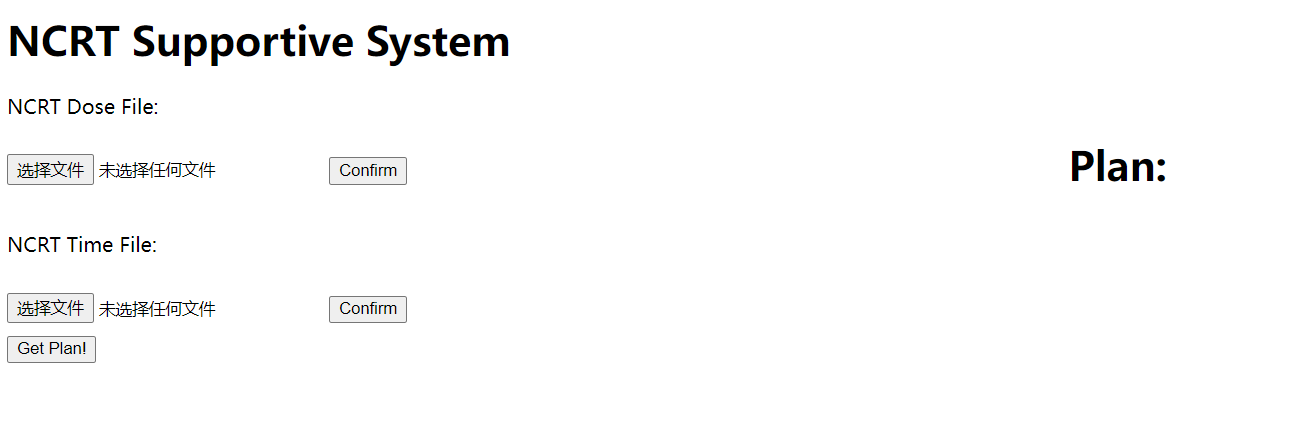 NCRT Supportive System
NCRT Dose File:
选择文件 未选择任何文件 Confirm
Plan:
NCRT Time File:
选择文件 未选择任何文件 Confirm
Get Plan!